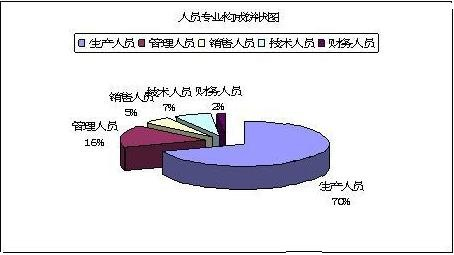 人员专业构成饼状图
生产人员 管理人员 销售人员 技术人员 财务人员
技术人员 财务人员
销售人员 7% 2%
5%
管理人员
16%
生产人员
70%